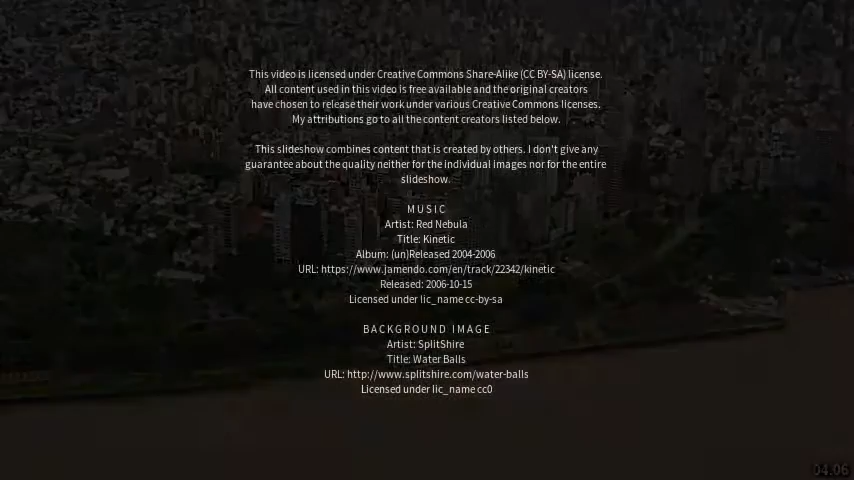 This video is licensed under Creative Commons Share-Alike (CC BY-SA) license.
All content used in this video is free available and the original creators
have chosen to release their work under various Creative Commons licenses.
My attributions go to all the content creators listed below.
This slideshow combines content that is created by others. I don't give any
guarantee about the quality neither for the individual images nor for the entire
slideshow.
MUSIC
Artist: Red Nebula
Title: Kinetic
Album: (un)Released 2004-2006
URL: https://www.jamendo.com/en/track/22342/kinetic
Released: 2006-10-15
Licensed under lic_name cc-by-sa
BACKGROUND IMAGE
Artist: SplitShire
Title: Water Balls
URL: http://www.splitshire.com/water-balls
Licensed under lic_name cc0
04:06